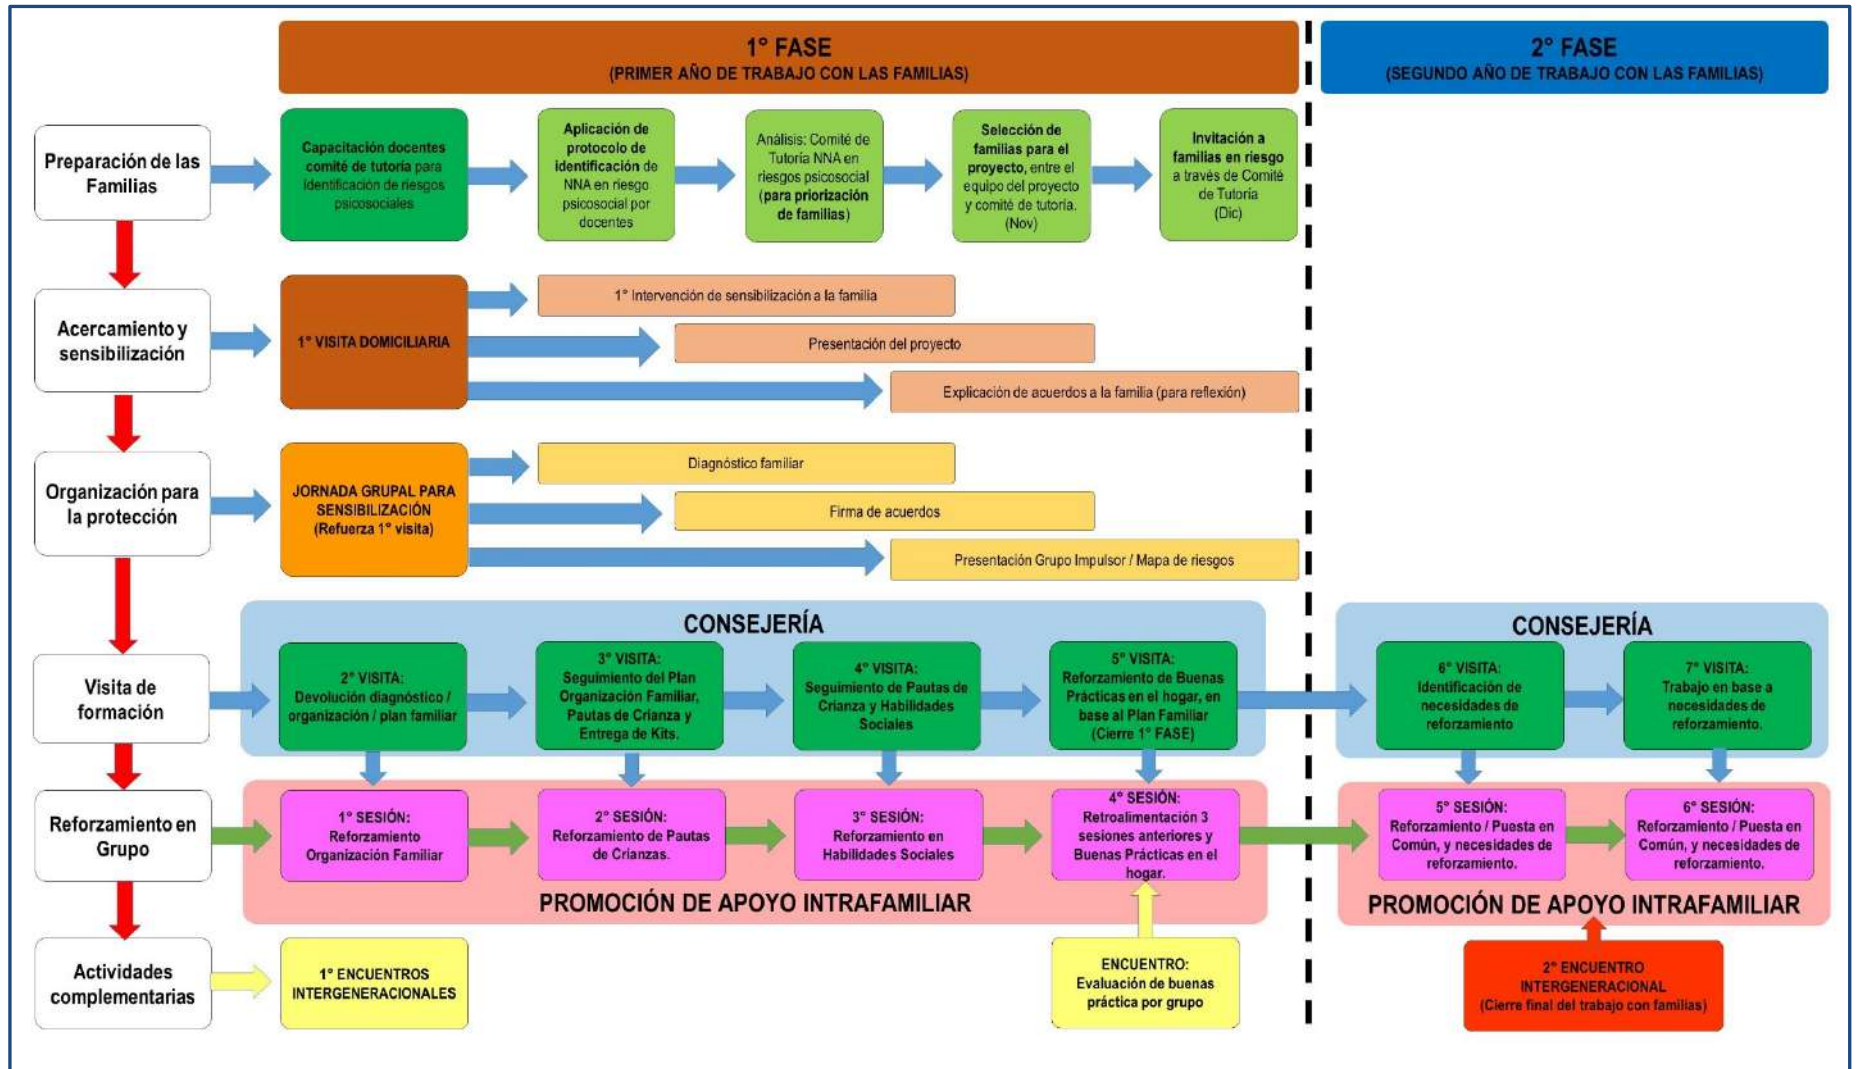 1° FASE
(PRIMER AÑO DE TRABAJO CON LAS FAMILIAS)
2° FASE
(SEGUNDO AÑO DE TRABAJO CON LAS FAMILIAS)
Preparación de las
Familias
Capacitación docentes
comité de tutoría para
identificación de riesgos
psicosociales
Aplicación de
protocolo de
identificación de
NNA en riesgo
psicosocial por
docentes
Análisis: Comité de
Tutoría NNA en
riesgos psicosocial
(para priorización
de familias)
Selección de
familias para el
proyecto, entre el
equipo del proyecto
y comité de tutoría.
(Nov)
Invitación a
familias en riesgo
a través de Comité
de Tutoría
(Dic)
Acercamiento y
sensibilización
1° VISITA DOMICILIARIA
1° Intervención de sensibilización a la familia
Presentación del proyecto
Explicación de acuerdos a la familia (para reflexión)
Organización para
la protección
JORNADA GRUPAL PARA
SENSIBILIZACIÓN
(Refuerza 1° visita)
Diagnóstico familiar
Firma de acuerdos
Presentación Grupo Impulsor / Mapa de riesgos
CONSEJERÍA
CONSEJERÍA
Visita de
formación
2° VISITA:
Devolución diagnóstico /
organización / plan familiar
3° VISITA:
Seguimiento del Plan
Organización Familiar,
Pautas de Crianza y
Entrega de Kits.
4° VISITA:
Seguimiento de Pautas de
Crianza y Habilidades
Sociales
5° VISITA:
Reforzamiento de Buenas
Prácticas en el hogar, en
base al Plan Familiar
(Cierre 1° FASE)
6° VISITA:
Identificación de
necesidades de
reforzamiento
7° VISITA:
Trabajo en base a
necesidades de
reforzamiento.
Reforzamiento en
Grupo
1° SESIÓN:
Reforzamiento
Organización Familiar
2° SESIÓN:
Reforzamiento de Pautas
de Crianzas.
3° SESIÓN:
Reforzamiento en
Habilidades Sociales
4° SESIÓN:
Retroalimentación 3
sesiones anteriores y
Buenas Prácticas en el
hogar.
5° SESIÓN:
Reforzamiento / Puesta en
Común, y necesidades de
reforzamiento.
6° SESIÓN:
Reforzamiento / Puesta en
Común, y necesidades de
reforzamiento.
PROMOCIÓN DE APOYO INTRAFAMILIAR
PROMOCIÓN DE APOYO INTRAFAMILIAR
Actividades
complementarias
1° ENCUENTROS
INTERGENERACIONALES
ENCUENTRO:
Evaluación de buenas
práctica por grupo
2° ENCUENTRO
INTERGENERACIONAL
(Cierre final del trabajo con familias)